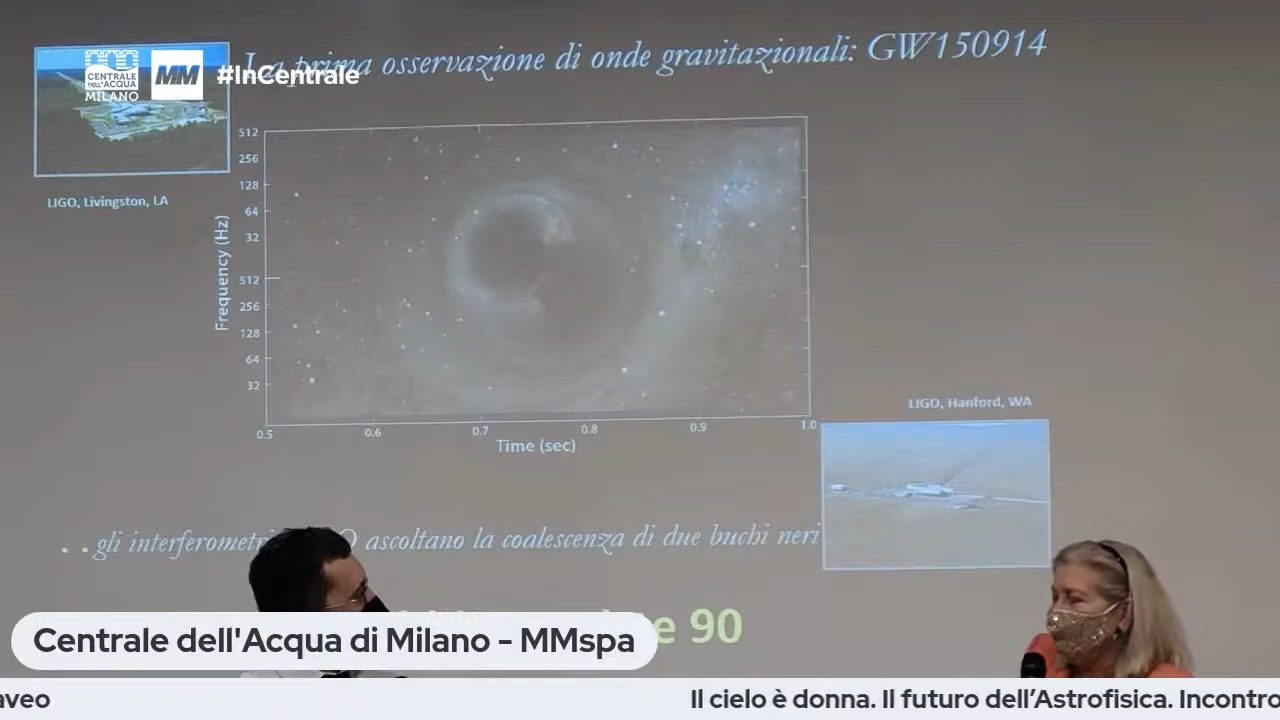 La prima osservazione di onde gravitazionali: GW150914
CENTRALE
DELL'ACQUA
MILANO
MM
#InCentrale
LIGO, Livingston, LA
512
256
128
64
32
512
256
128
64
32
Frequency (Hz)
0.5 0.6 0.7 0.8 0.9 1.0
Time (sec)
LIGO, Hanford, WA
. . gli interferometri O ascoltano la coalescenza di due buchi neri
e 90
Centrale dell'Acqua di Milano - MMspa
aveo
Il cielo è donna. Il futuro dell’Astrofisica. Incontro